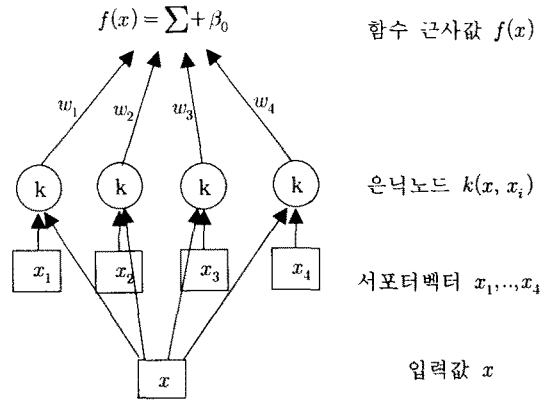 f(x) = ∑ + β₀
함수 근사값 f(x)
w₁
w₂
w₃
w₄
k k k k
은닉노드 k(x, xᵢ)
x₁ x₂ x₃ x₄
서포터벡터 x₁,..,x₄
x
입력값 x